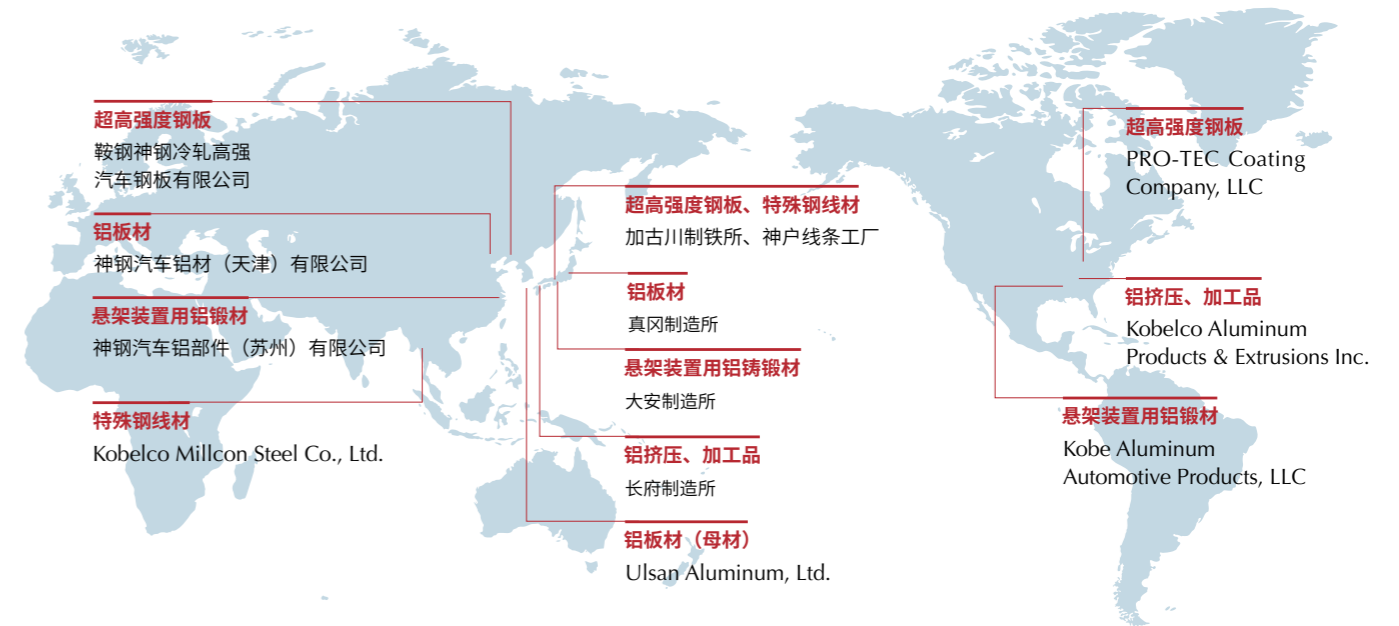 超高强度钢板
鞍钢神钢冷轧高强
汽车钢板有限公司
铝板材
神钢汽车铝材（天津）有限公司
悬架装置用铝锻材
神钢汽车铝部件（苏州）有限公司
特殊钢线材
Kobelco Millcon Steel Co., Ltd.
超高强度钢板、特殊钢线材
加古川制铁所、神户线条工厂
铝板材
真冈制造所
悬架装置用铝铸锻材
大安制造所
铝挤压、加工品
长府制造所
铝板材（母材）
Ulsan Aluminum, Ltd.
超高强度钢板
PRO-TEC Coating
Company, LLC
铝挤压、加工品
Kobelco Aluminum
Products & Extrusions Inc.
悬架装置用铝锻材
Kobe Aluminum
Automotive Products, LLC